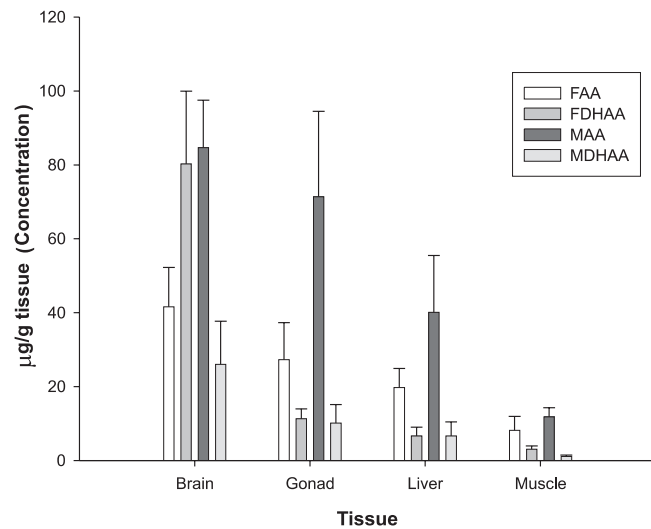 120
100
80
60
40
20
0
µg/g tissue (Concentration)
FAA
FDHAA
MAA
MDHAA
Brain Gonad Liver Muscle
Tissue